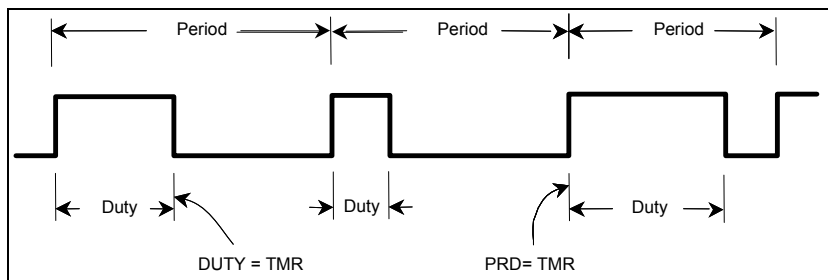 Period Period Period
Duty Duty Duty
DUTY = TMR PRD= TMR